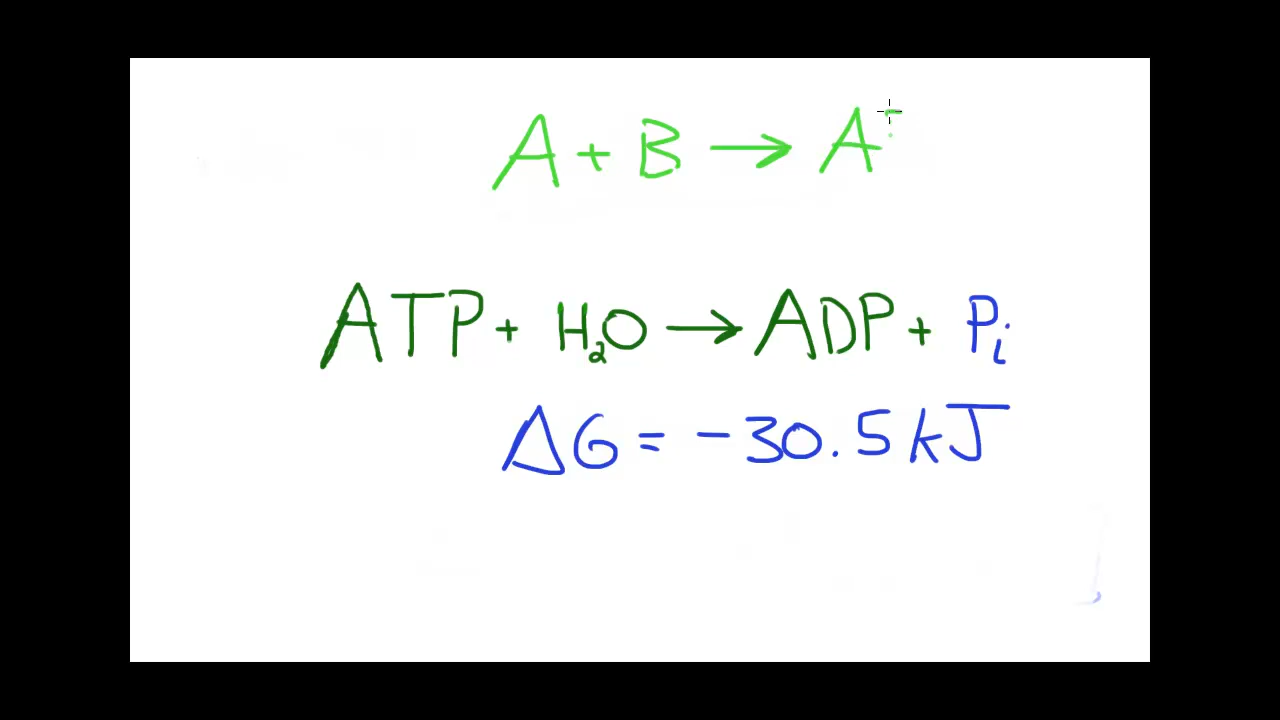 A + B → A
ATP + H₂O → ADP + Pᵢ
ΔG = -30.5 kJ